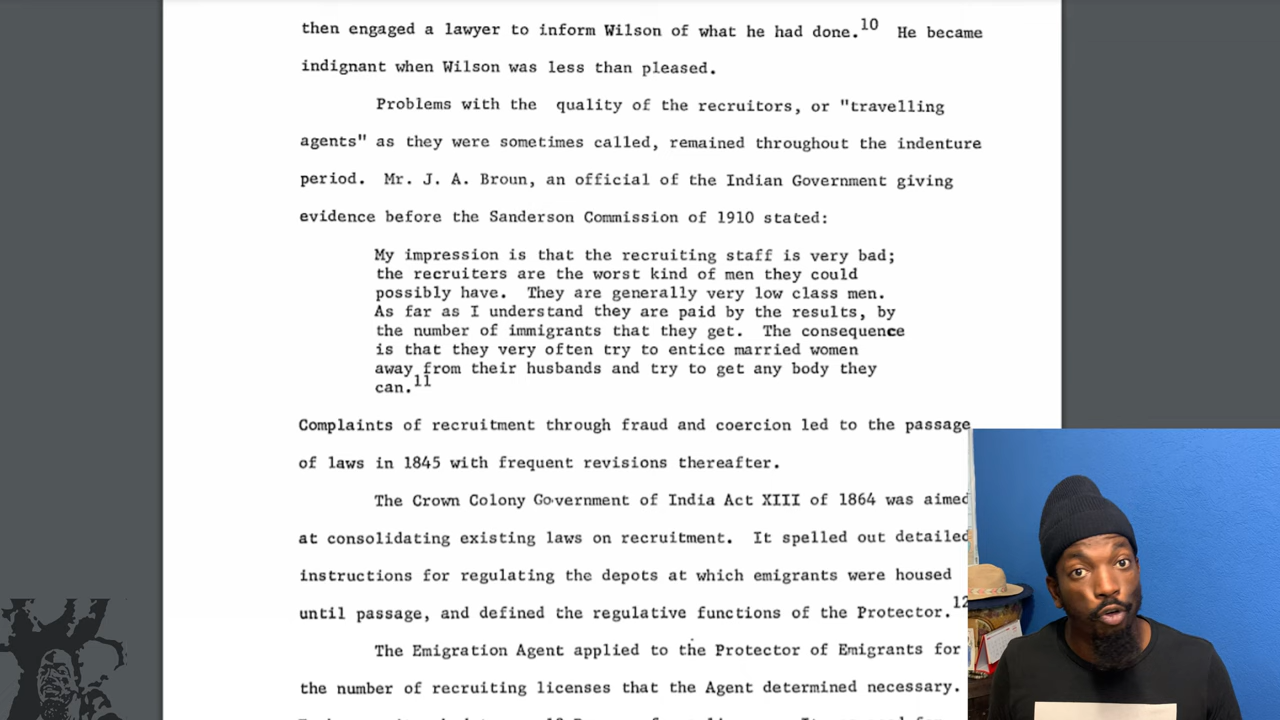 then engaged a lawyer to inform Wilson of what he had done.10 He became
indignant when Wilson was less than pleased.
Problems with the quality of the recruitors, or "travelling
agents" as they were sometimes called, remained throughout the indenture
period. Mr. J. A. Broun, an official of the Indian Government giving
evidence before the Sanderson Commission of 1910 stated:
My impression is that the recruiting staff is very bad;
the recruiters are the worst kind of men they could
possibly have. They are generally very low class men.
As far as I understand they are paid by the results, by
the number of immigrants that they get. The consequence
is that they very often try to entice married women
away from their husbands and try to get any body they
can.11
Complaints of recruitment through fraud and coercion led to the passage
of laws in 1845 with frequent revisions thereafter.
The Crown Colony Government of India Act XIII of 1864 was aimed
at consolidating existing laws on recruitment. It spelled out detailed
instructions for regulating the depots at which emigrants were housed
until passage, and defined the regulative functions of the Protector.12
The Emigration Agent applied to the Protector of Emigrants for
the number of recruiting licenses that the Agent determined necessary.